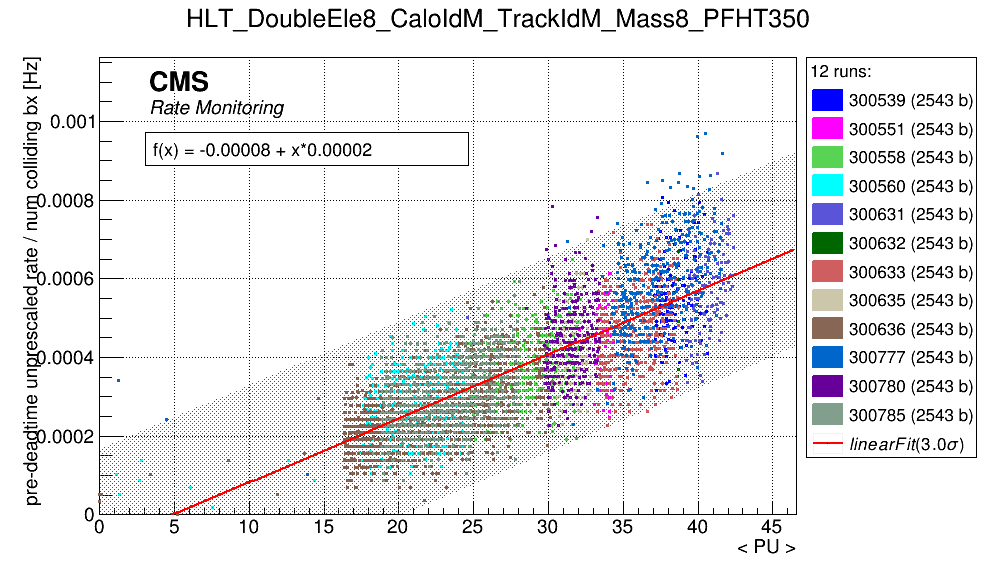 HLT_DoubleEle8_CaloIdM_TrackIdM_Mass8_PFHT350
pre-deadtime unprescaled rate / num colliding bx [Hz]
CMS
Rate Monitoring
f(x) = -0.00008 + x*0.00002
0.001
0.0008
0.0006
0.0004
0.0002
0
0 5 10 15 20 25 30 35 40 45
< PU >
12 runs:
300539 (2543 b)
300551 (2543 b)
300558 (2543 b)
300560 (2543 b)
300631 (2543 b)
300632 (2543 b)
300633 (2543 b)
300635 (2543 b)
300636 (2543 b)
300777 (2543 b)
300780 (2543 b)
300785 (2543 b)
linearFit(3.0σ)